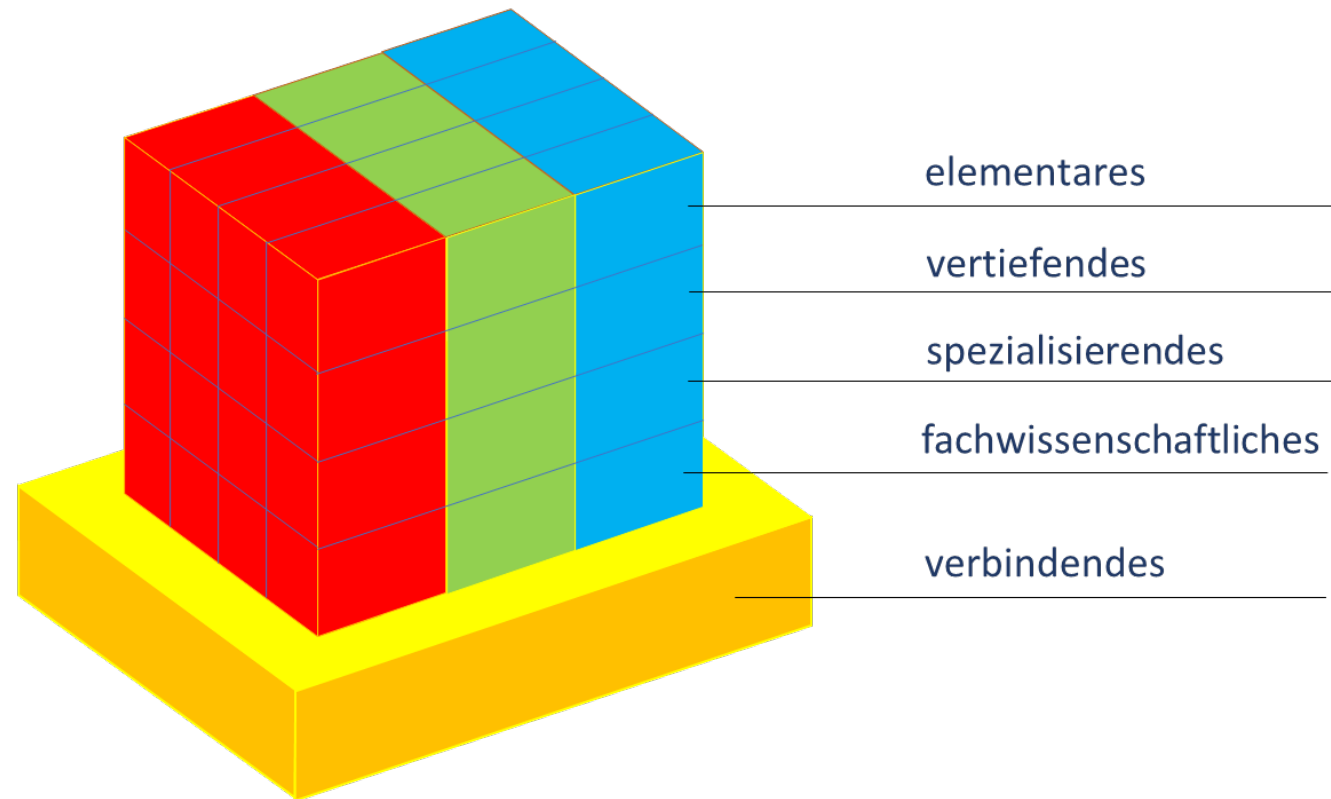 elementares
vertiefendes
spezialisierendes
fachwissenschaftliches
verbindendes